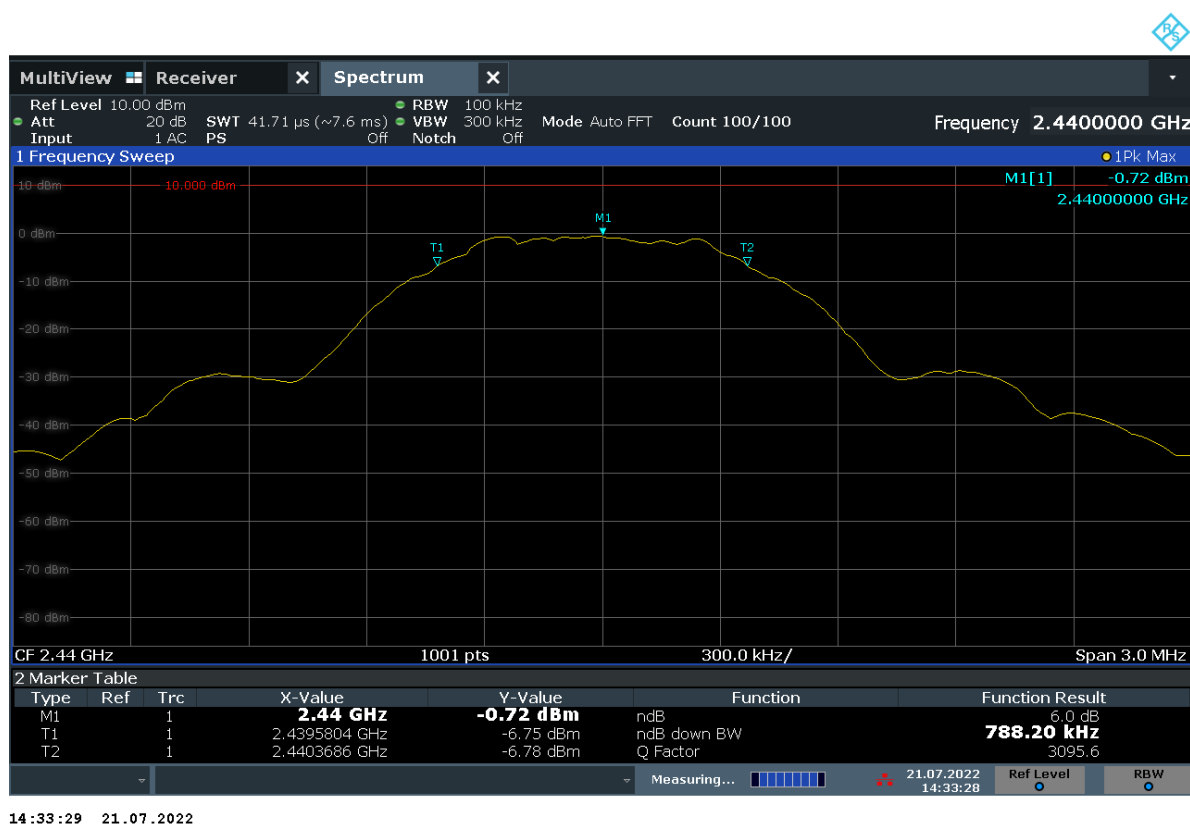 R&S
MultiView Receiver X Spectrum X
Ref Level 10.00 dBm RBW 100 kHz
Att 20 dB SWT 41.71 µs (~7.6 ms) VBW 300 kHz Mode Auto FFT Count 100/100 Frequency 2.4400000 GHz
Input 1 AC PS Off Notch Off
1 Frequency Sweep 1Pk Max
10 dBm 10.000 dBm M1[1] -0.72 dBm
2.44000000 GHz
M1
0 dBm
T1 T2
-10 dBm
-20 dBm
-30 dBm
-40 dBm
-50 dBm
-60 dBm
-70 dBm
-80 dBm
CF 2.44 GHz 1001 pts 300.0 kHz/ Span 3.0 MHz
2 Marker Table
Type Ref Trc X-Value Y-Value Function Function Result
M1 1 2.44 GHz -0.72 dBm ndB 6.0 dB
T1 1 2.4395804 GHz -6.75 dBm ndB down BW 788.20 kHz
T2 1 2.4403686 GHz -6.78 dBm Q Factor 3095.6
Measuring... 21.07.2022 Ref Level RBW
14:33:28
14:33:29 21.07.2022